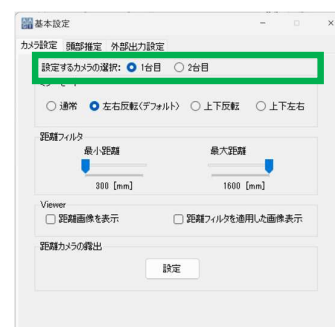 基本設定
カメラ設定 頭部推定 外部出力設定
設定するカメラの選択: 1台目 2台目
通常 左右反転(デフォルト) 上下反転 上下左右
距離フィルタ
最小距離 最大距離
300 [mm] 1600 [mm]
Viewer
距離画像を表示 距離フィルタを適用した画像表示
距離カメラの露出
設定